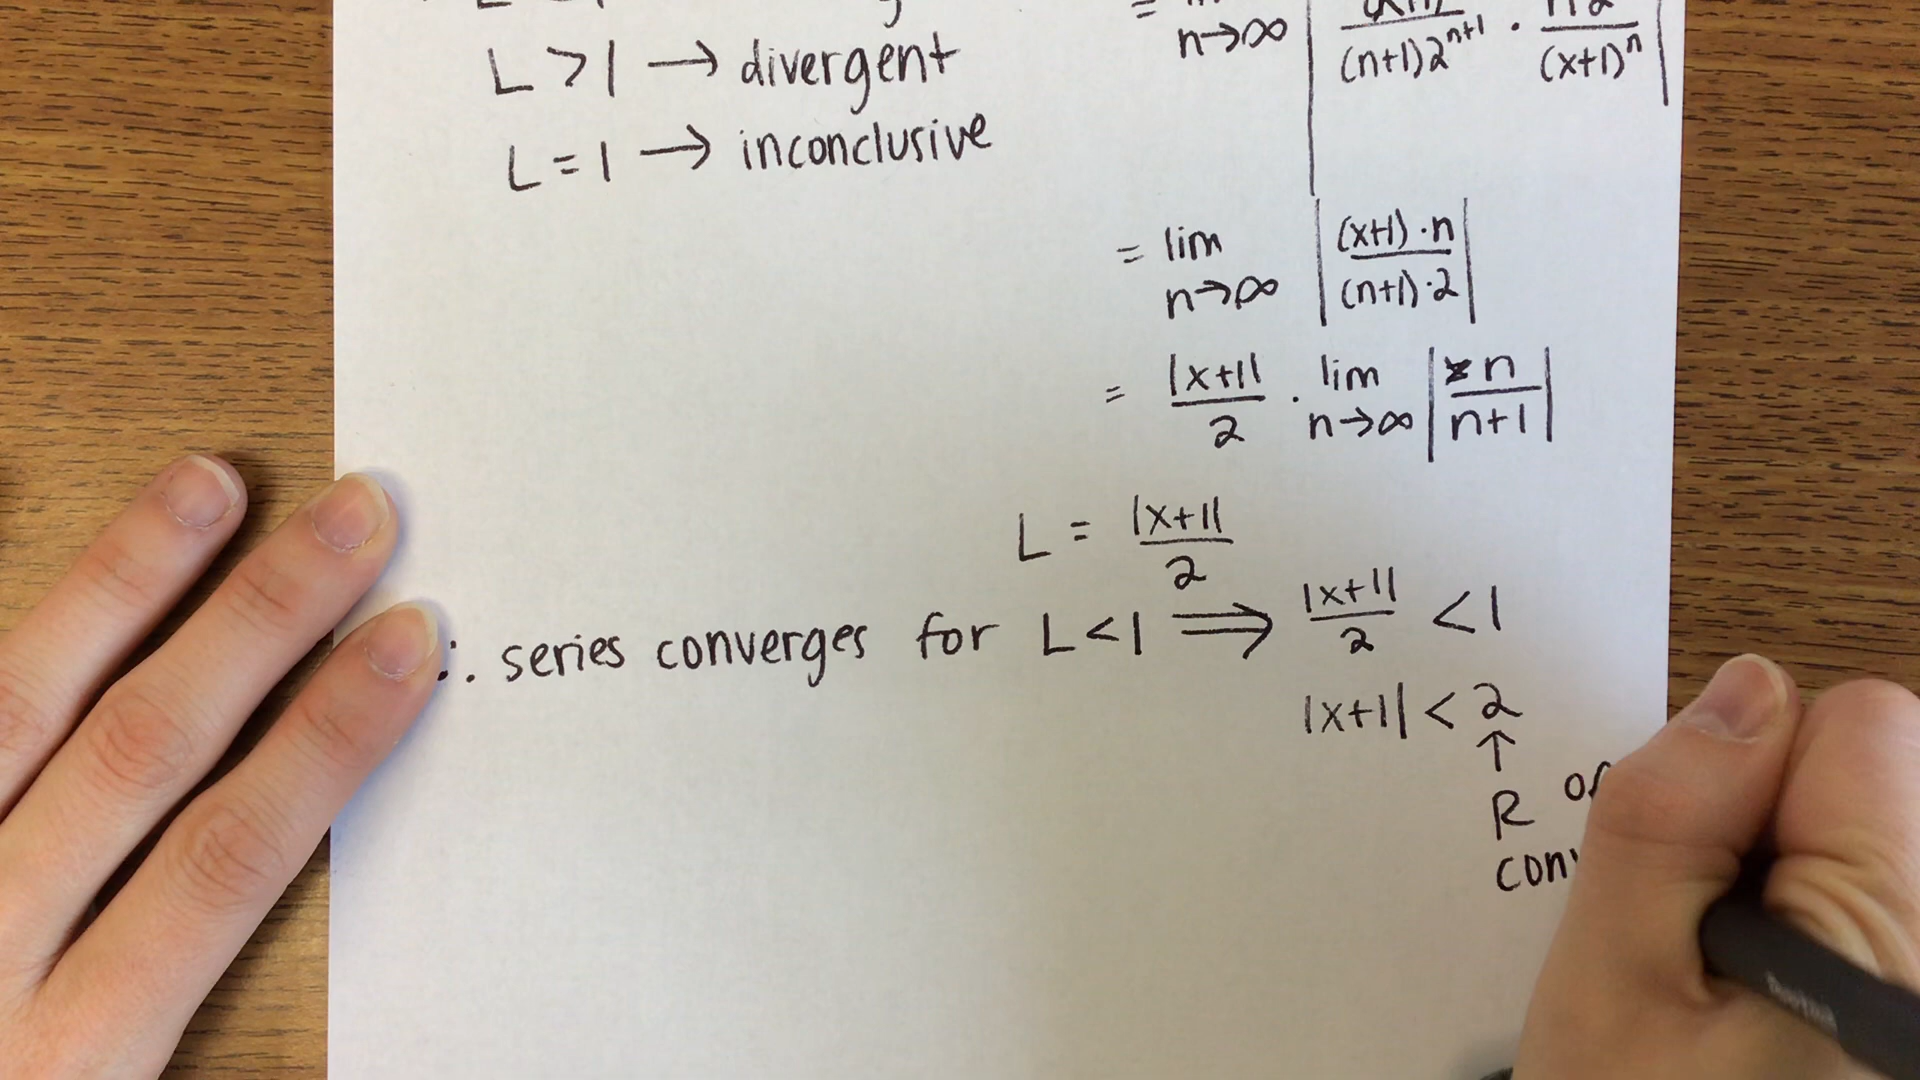 L > 1 → divergent
L = 1 → inconclusive
n→∞ | (n+1)2^(n+1) · (x+1)^n |
= lim n→∞ | (x+1)·n / (n+1)·2 |
= |x+1| / 2 · lim n→∞ | n / n+1 |
L = |x+1| / 2
∴ series converges for L < 1 ⟹ |x+1| / 2 < 1
|x+1| < 2
↑
R